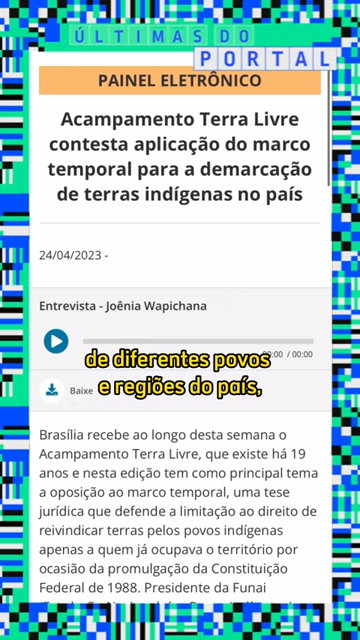 ÚLTIMAS DO
PORTAL
PAINEL ELETRÔNICO
Acampamento Terra Livre
contesta aplicação do marco
temporal para a demarcação
de terras indígenas no país
24/04/2023 -
Entrevista - Joênia Wapichana
de diferentes povos
00:00 / 00:00
e regiões do país,
Baixe
Brasília recebe ao longo desta semana o
Acampamento Terra Livre, que existe há 19
anos e nesta edição tem como principal tema
a oposição ao marco temporal, uma tese
jurídica que defende a limitação ao direito de
reivindicar terras pelos povos indígenas
apenas a quem já ocupava o território por
ocasião da promulgação da Constituição
Federal de 1988. Presidente da Funai